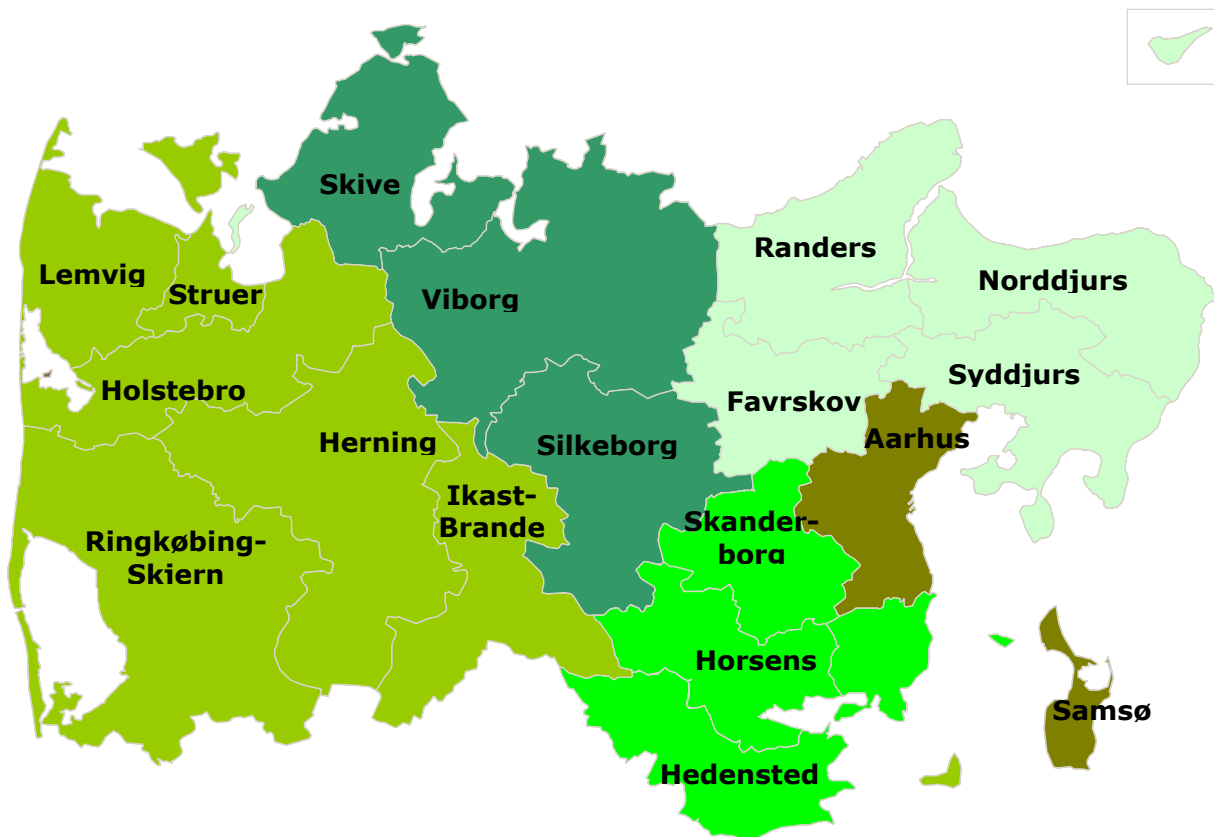 Skive
Randers
Lemvig
Struer
Norddjurs
Viborg
Holstebro
Syddjurs
Favrskov
Herning
Silkeborg
Aarhus
Ikast-
Brande
Skander-
borg
Ringkøbing-
Skjern
Horsens
Samsø
Hedensted